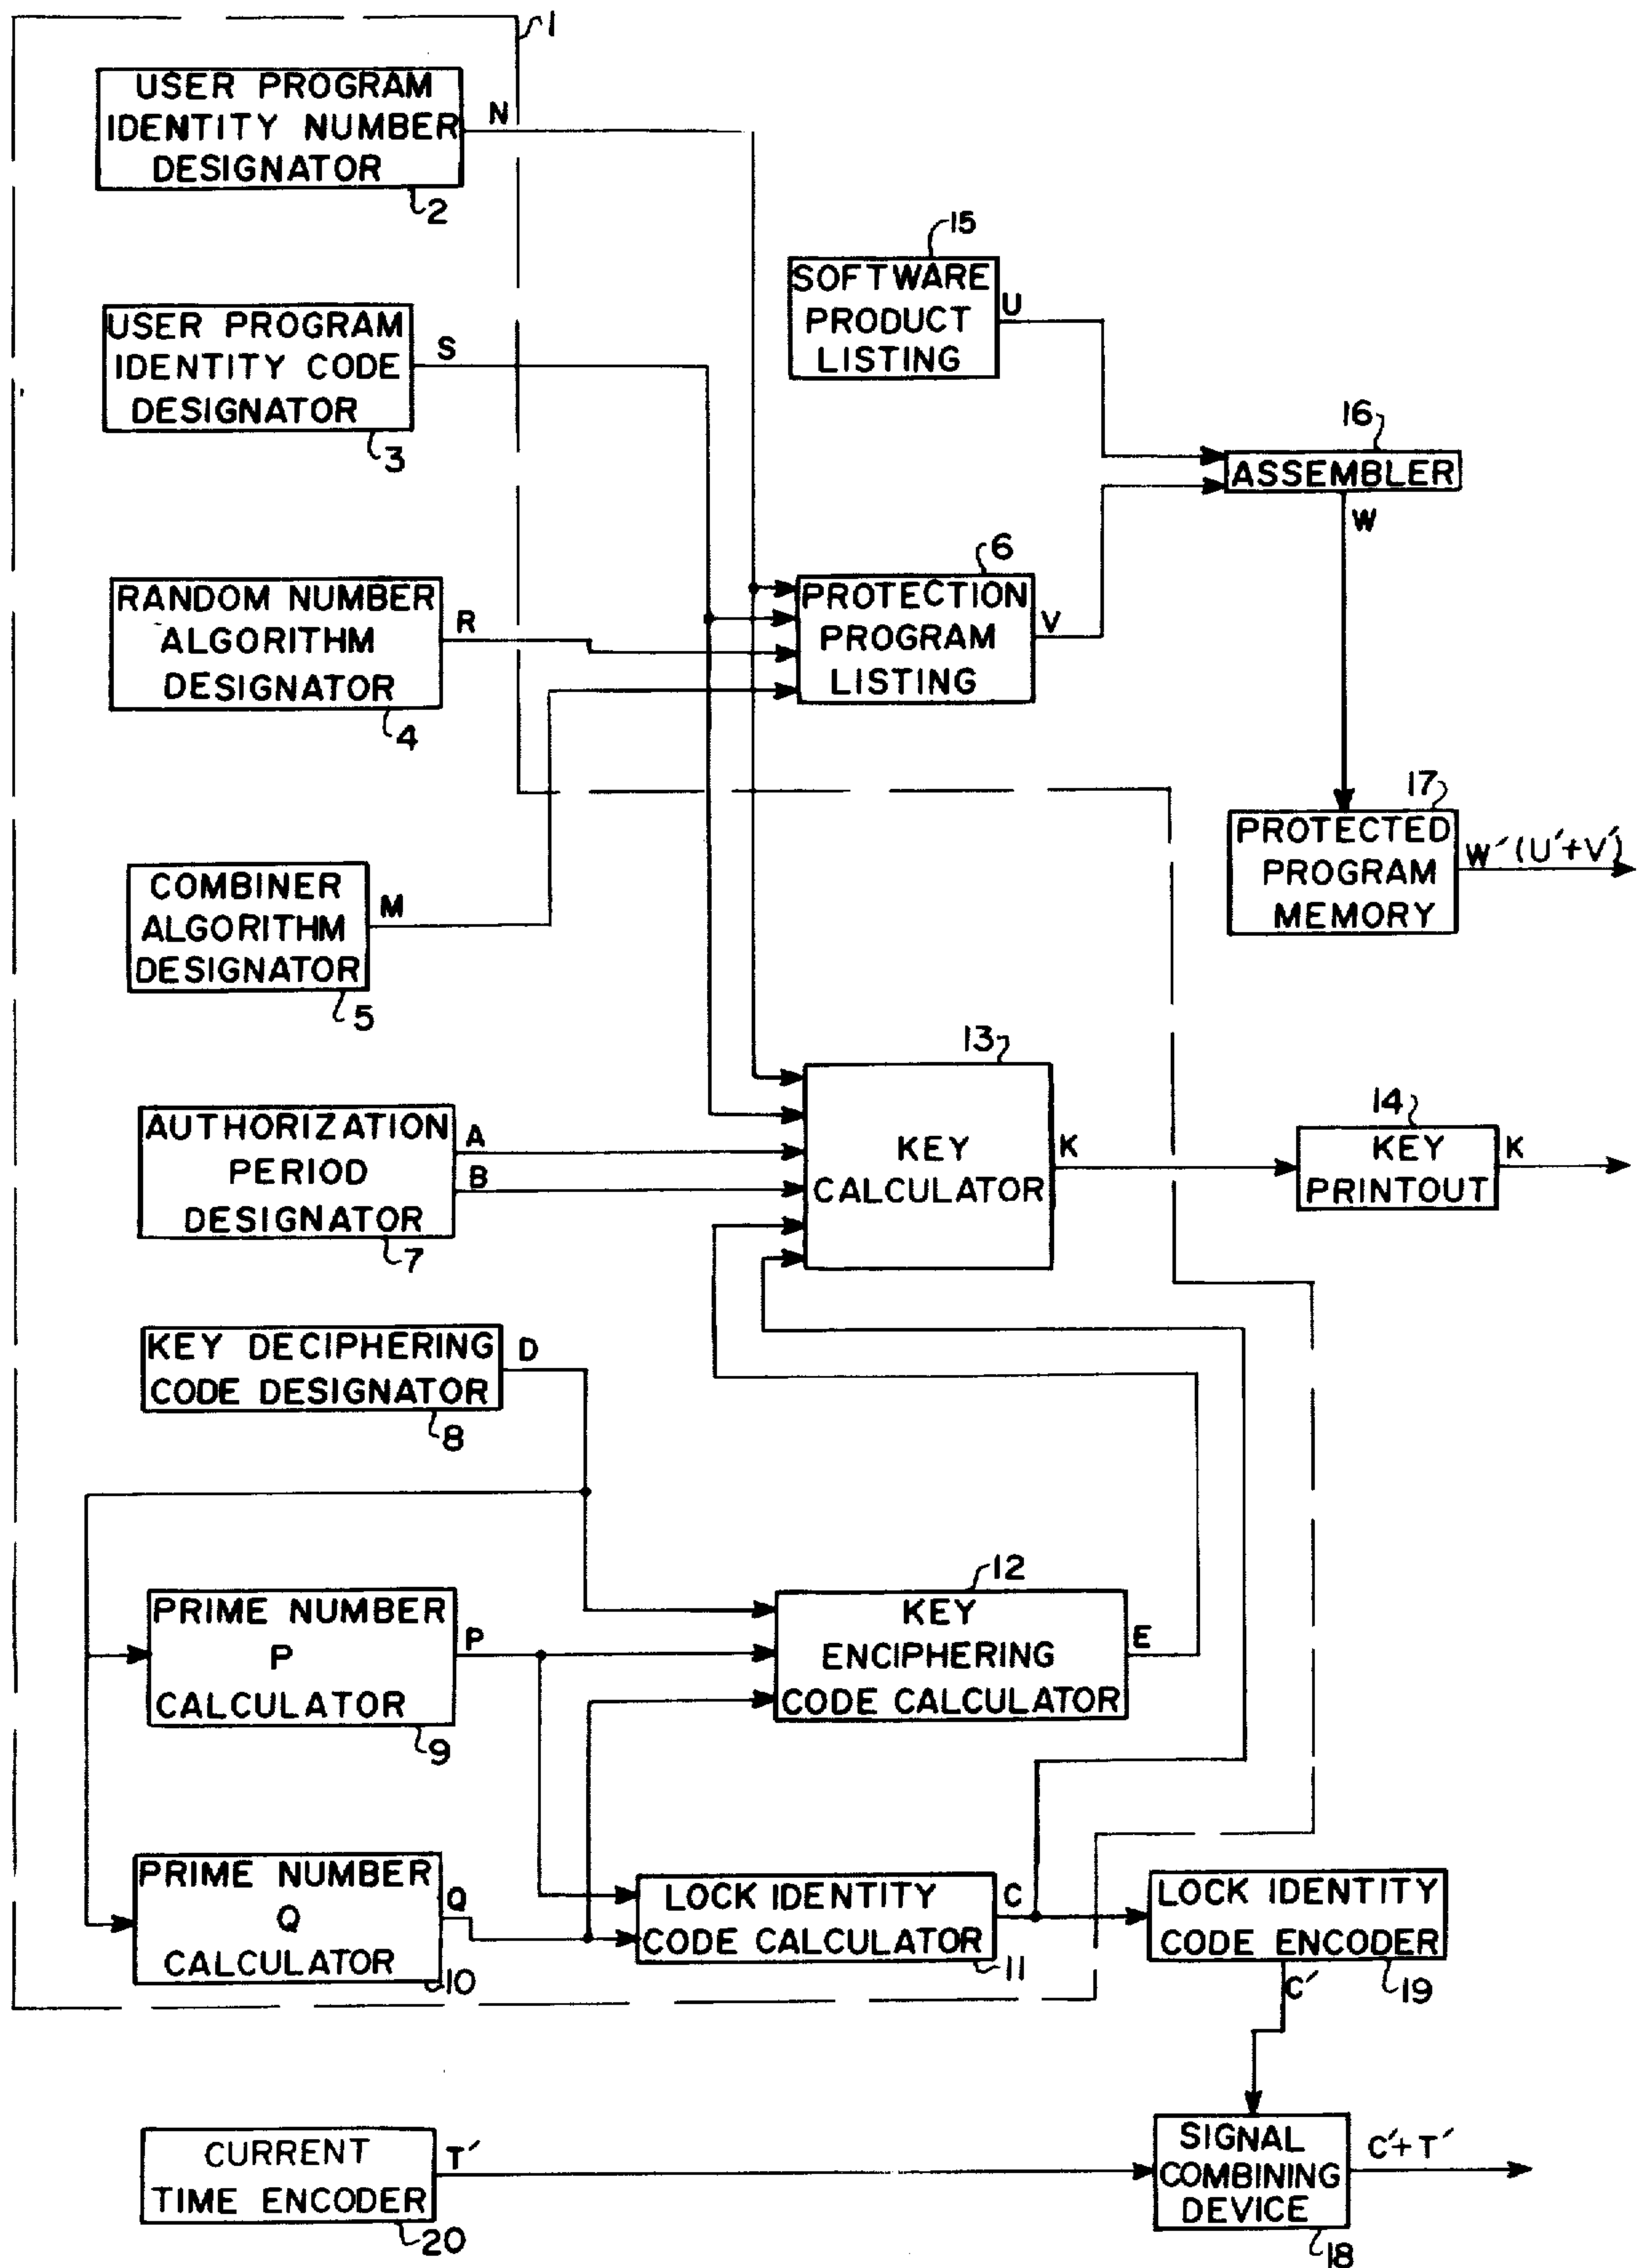 1
USER PROGRAM
IDENTITY NUMBER
DESIGNATOR
N
2
15
SOFTWARE
PRODUCT
LISTING
U
USER PROGRAM
IDENTITY CODE
DESIGNATOR
S
3
16
ASSEMBLER
W
6
PROTECTION
PROGRAM
LISTING
V
RANDOM NUMBER
ALGORITHM
DESIGNATOR
R
4
17
PROTECTED
PROGRAM
MEMORY
W′(U′+V′)
COMBINER
ALGORITHM
DESIGNATOR
M
5
13
KEY
CALCULATOR
K
14
KEY
PRINTOUT
K
AUTHORIZATION
PERIOD
DESIGNATOR
A
B
7
KEY DECIPHERING
CODE DESIGNATOR
D
8
12
KEY
ENCIPHERING
CODE CALCULATOR
E
PRIME NUMBER
P
CALCULATOR
P
9
PRIME NUMBER
Q
CALCULATOR
Q
10
LOCK IDENTITY
CODE CALCULATOR
C
11
LOCK IDENTITY
CODE ENCODER
C′
19
CURRENT
TIME ENCODER
T′
20
SIGNAL
COMBINING
DEVICE
C′+T′
18